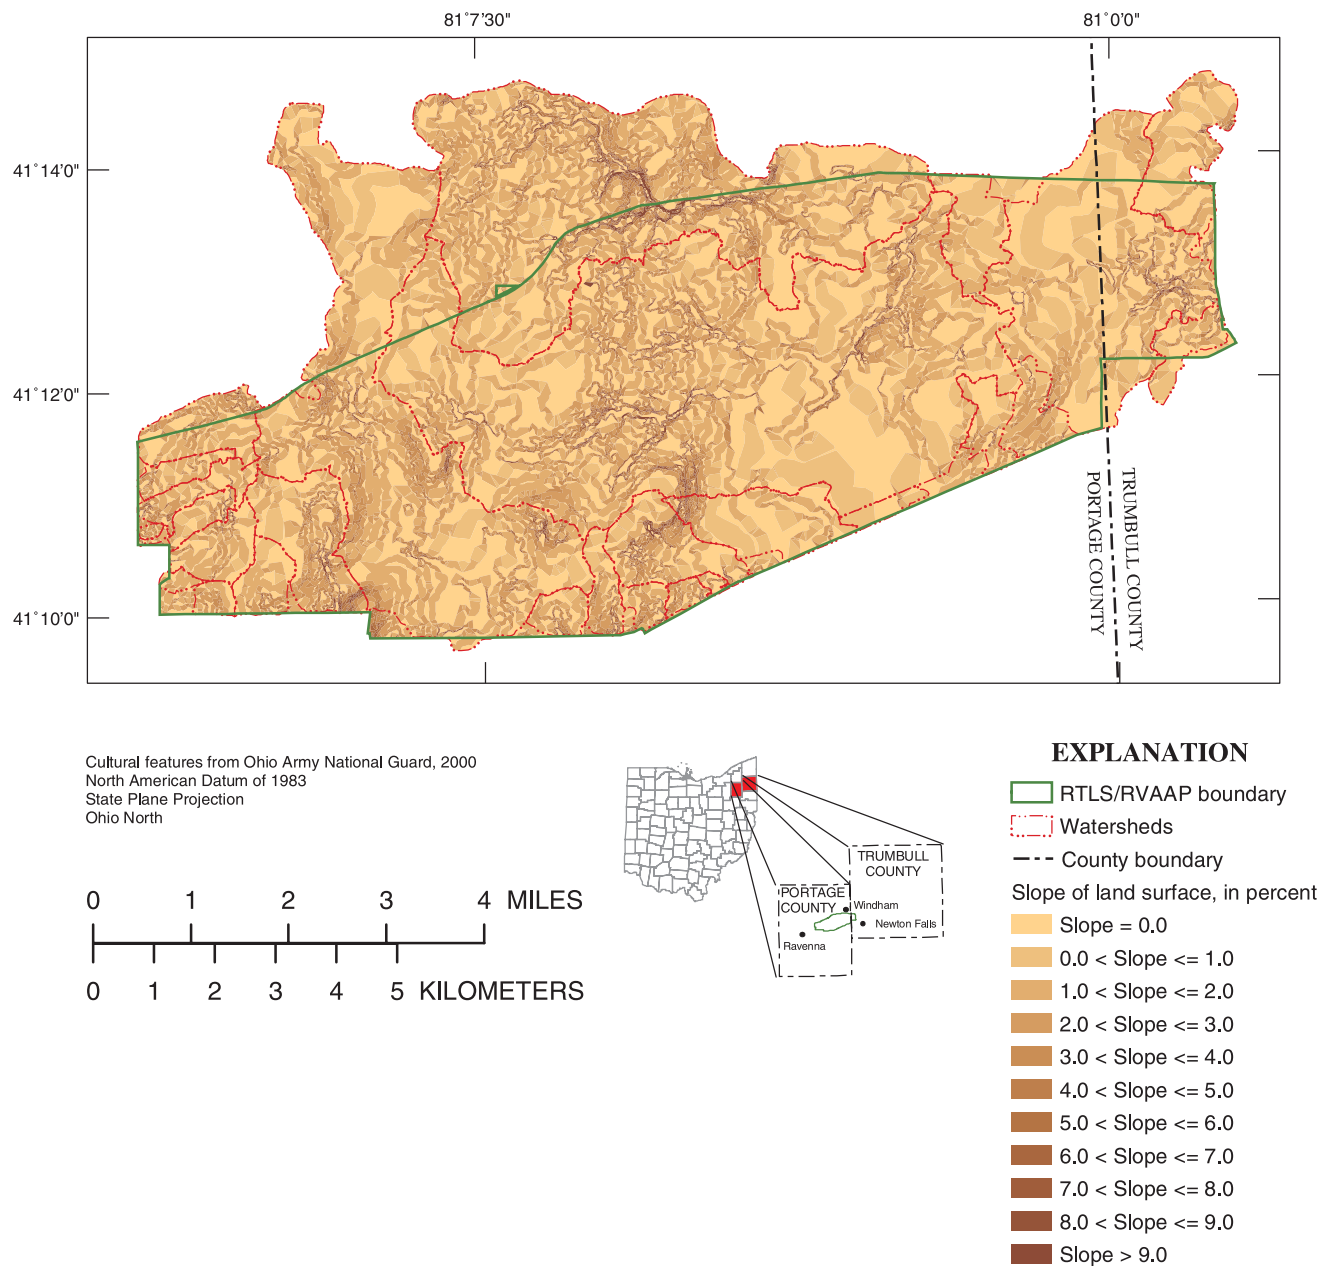 81°7'30"
81°0'0"
41°14'0"
41°12'0"
41°10'0"
TRUMBULL COUNTY
PORTAGE COUNTY
Cultural features from Ohio Army National Guard, 2000
North American Datum of 1983
State Plane Projection
Ohio North
0 1 2 3 4 MILES
0 1 2 3 4 5 KILOMETERS
TRUMBULL
COUNTY
PORTAGE
COUNTY
Windham
Newton Falls
Ravenna
EXPLANATION
RTLS/RVAAP boundary
Watersheds
County boundary
Slope of land surface, in percent
Slope = 0.0
0.0 < Slope <= 1.0
1.0 < Slope <= 2.0
2.0 < Slope <= 3.0
3.0 < Slope <= 4.0
4.0 < Slope <= 5.0
5.0 < Slope <= 6.0
6.0 < Slope <= 7.0
7.0 < Slope <= 8.0
8.0 < Slope <= 9.0
Slope > 9.0